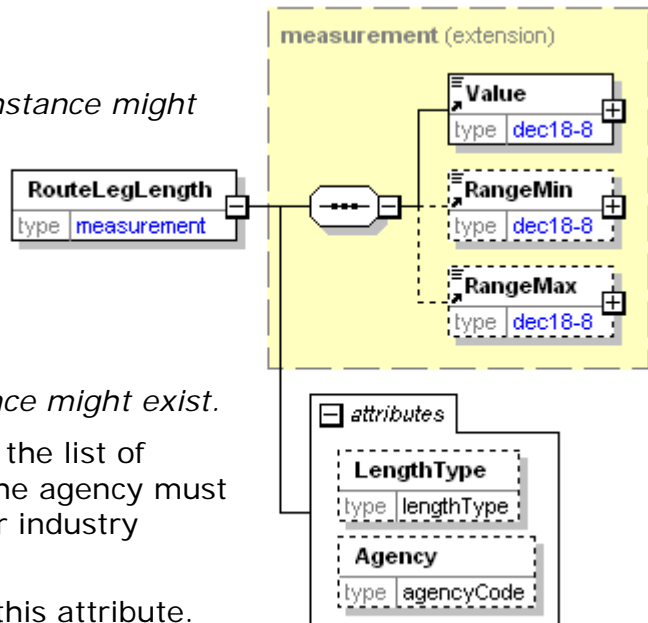 measurement (extension)
nstance might
Value
type dec18-8
RouteLegLength
type measurement
RangeMin
type dec18-8
RangeMax
type dec18-8
nce might exist.
attributes
the list of
LengthType
ne agency must
type lengthType
r industry
Agency
type agencyCode
this attribute.